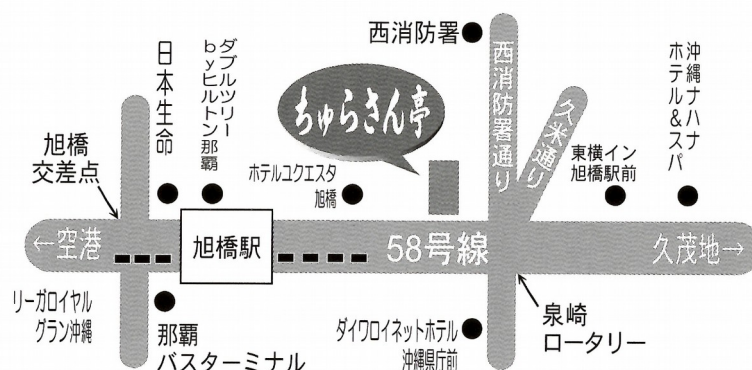 西消防署
日本生命
ダブルツリー
byヒルトン那覇
ちゅらさん亭
西消防署通り
久米通り
沖縄ナハナ
ホテル&スパ
旭橋
交差点
ホテルユクエスタ
旭橋
東横イン
旭橋駅前
←空港
旭橋駅
58号線
久茂地→
リーガロイヤル
グラン沖縄
那覇
バスターミナル
ダイワロイネットホテル
沖縄県庁前
泉崎
ロータリー